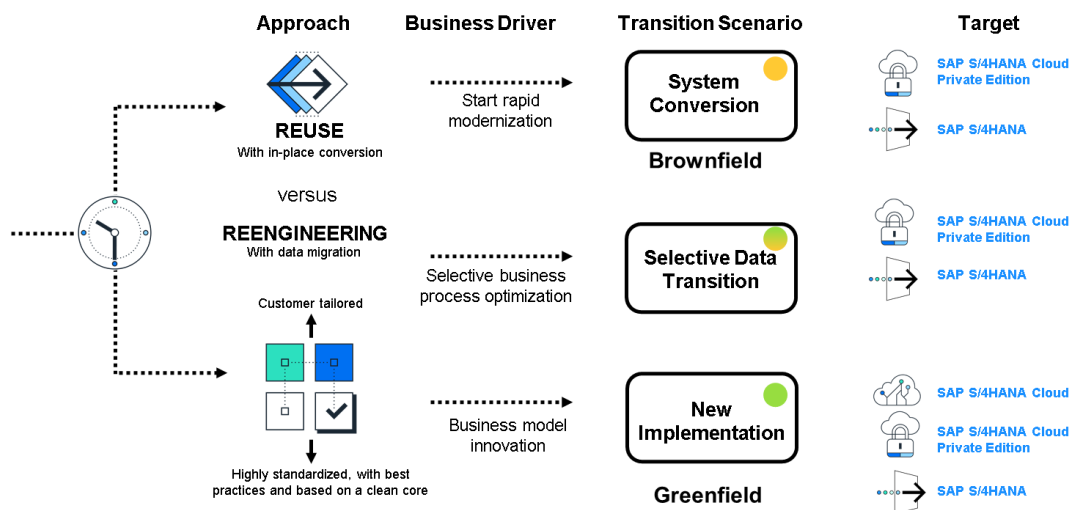 Approach
Business Driver
Transition Scenario
Target
REUSE
With in-place conversion
Start rapid
modernization
System
Conversion
Brownfield
SAP S/4HANA Cloud
Private Edition
SAP S/4HANA
versus
REENGINEERING
With data migration
Selective business
process optimization
Selective Data
Transition
SAP S/4HANA Cloud
Private Edition
SAP S/4HANA
Customer tailored
Highly standardized, with best
practices and based on a clean core
Business model
innovation
New
Implementation
Greenfield
SAP S/4HANA Cloud
SAP S/4HANA Cloud
Private Edition
SAP S/4HANA